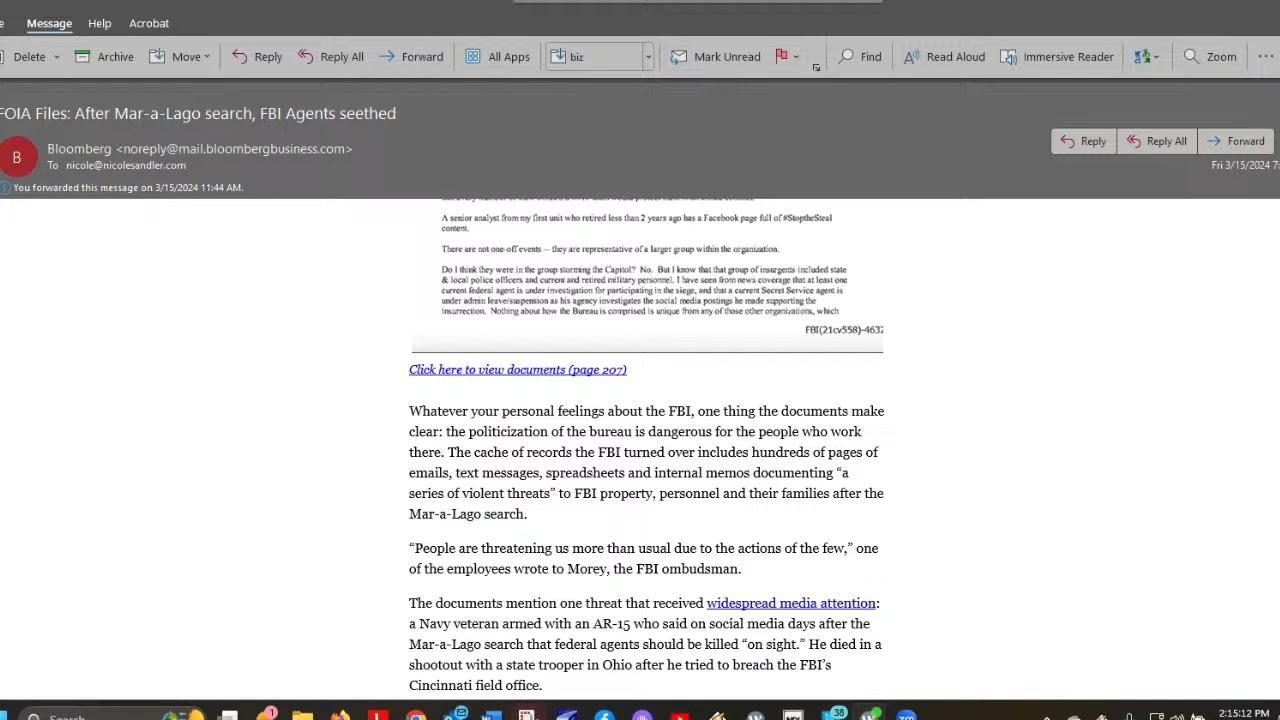 Message Help Acrobat
Delete Archive Move Reply Reply All Forward All Apps biz Mark Unread Find Read Aloud Immersive Reader Zoom
FOIA Files: After Mar-a-Lago search, FBI Agents seethed
B
Bloomberg <noreply@mail.bloombergbusiness.com>
Reply Reply All Forward
To nicole@nicolesandler.com
Fri 3/15/2024 7:
You forwarded this message on 3/15/2024 11:44 AM.
A senior analyst from my first unit who retired less than 2 years ago has a Facebook page full of #StoptheSteal
content.
There are not one-off events – they are representative of a larger group within the organization.
Do I think they were in the group storming the Capitol? No. But I know that that group of insurgents included state
& local police officers and current and retired military personnel. I have seen from news coverage that at least one
current federal agent is under investigation for participating in the siege, and that a current Secret Service agent is
under admin leave/suspension as his agency investigates the social media postings he made supporting the
insurrection. Nothing about how the Bureau is comprised is unique from any of those other organizations, which
FBI(21cv558)-4632
Click here to view documents (page 207)
Whatever your personal feelings about the FBI, one thing the documents make
clear: the politicization of the bureau is dangerous for the people who work
there. The cache of records the FBI turned over includes hundreds of pages of
emails, text messages, spreadsheets and internal memos documenting “a
series of violent threats” to FBI property, personnel and their families after the
Mar-a-Lago search.
“People are threatening us more than usual due to the actions of the few,” one
of the employees wrote to Morey, the FBI ombudsman.
The documents mention one threat that received widespread media attention:
a Navy veteran armed with an AR-15 who said on social media days after the
Mar-a-Lago search that federal agents should be killed “on sight.” He died in a
shootout with a state trooper in Ohio after he tried to breach the FBI’s
Cincinnati field office.
Search 1 38 2:15:12 PM